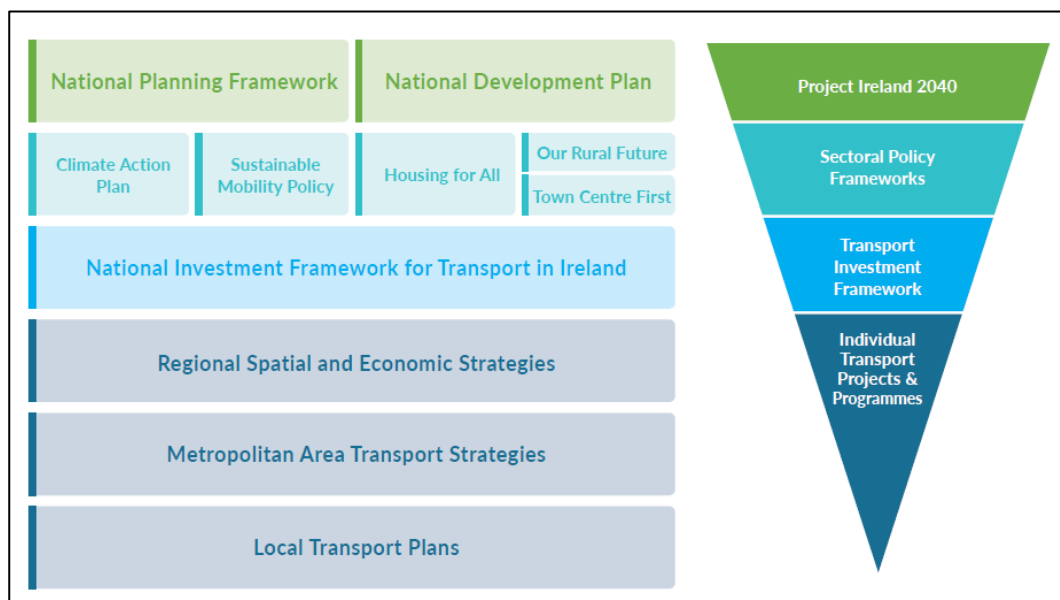 National Planning Framework
National Development Plan
Climate Action
Plan
Sustainable
Mobility Policy
Housing for All
Our Rural Future
Town Centre First
National Investment Framework for Transport in Ireland
Regional Spatial and Economic Strategies
Metropolitan Area Transport Strategies
Local Transport Plans
Project Ireland 2040
Sectoral Policy
Frameworks
Transport
Investment
Framework
Individual
Transport
Projects &
Programmes